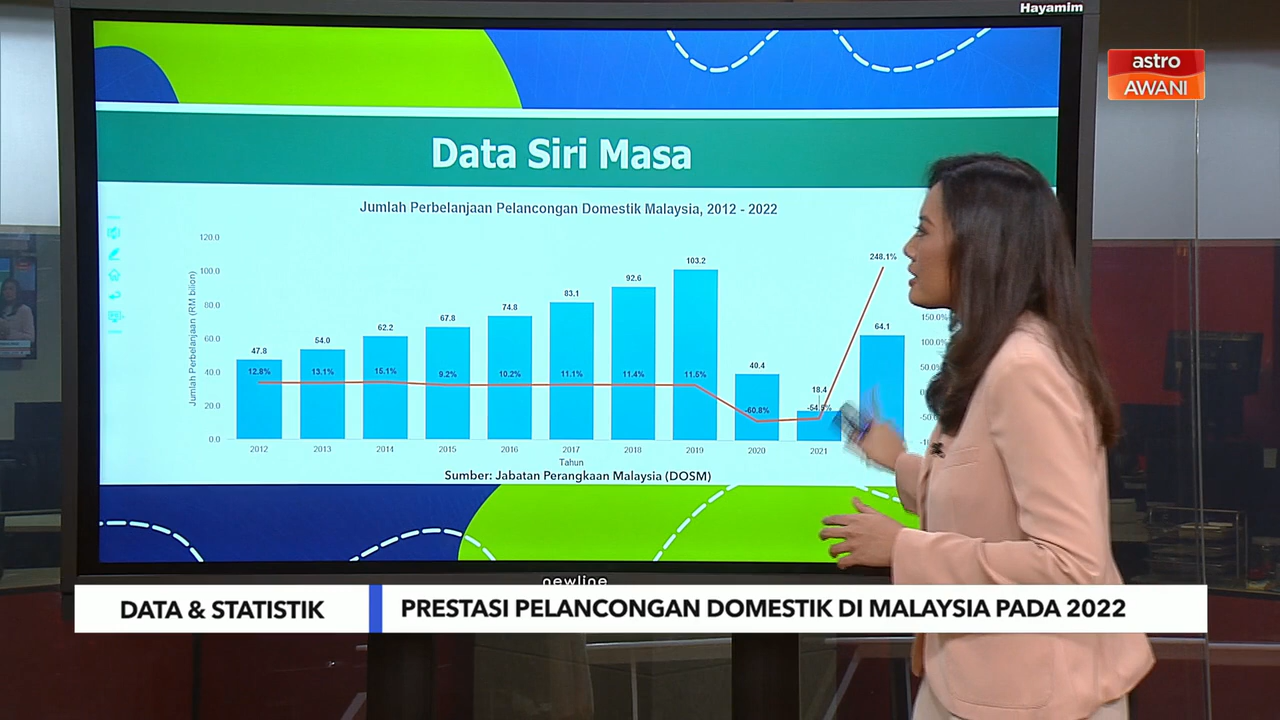 Hayamim
astro
AWANI
Data Siri Masa
Jumlah Perbelanjaan Pelancongan Domestik Malaysia, 2012 - 2022
Jumlah Perbelanjaan (RM bilion)
120.0
100.0
80.0
60.0
40.0
20.0
0.0
47.8
54.0
62.2
67.8
74.8
83.1
92.6
103.2
40.4
18.4
64.1
12.8%
13.1%
15.1%
9.2%
10.2%
11.1%
11.4%
11.5%
-60.8%
-54.5%
248.1%
150.0%
100.0%
50.0%
2012 2013 2014 2015 2016 2017 2018 2019 2020 2021
Tahun
Sumber: Jabatan Perangkaan Malaysia (DOSM)
newline
DATA & STATISTIK
PRESTASI PELANCONGAN DOMESTIK DI MALAYSIA PADA 2022